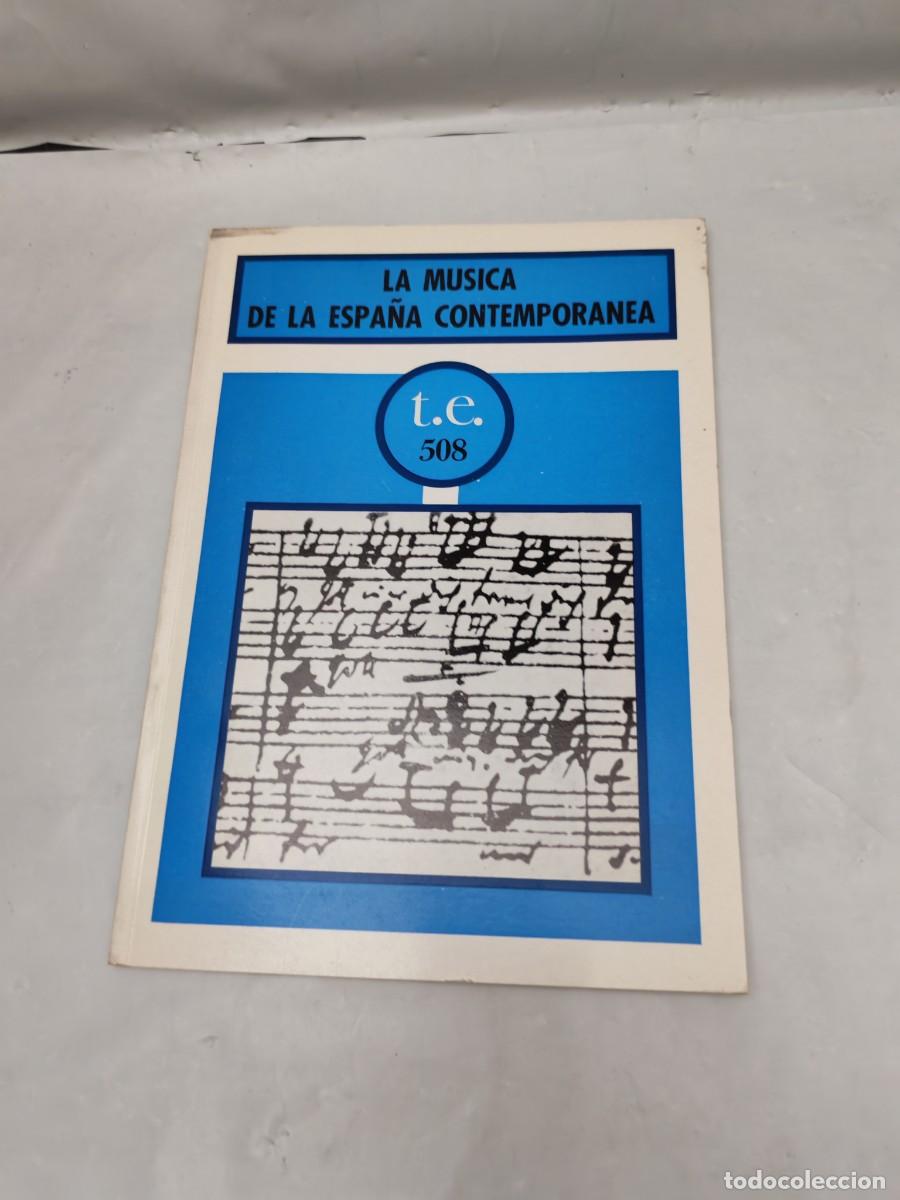 LA MUSICA
DE LA ESPAÑA CONTEMPORANEA
t.e.
508
todocoleccion